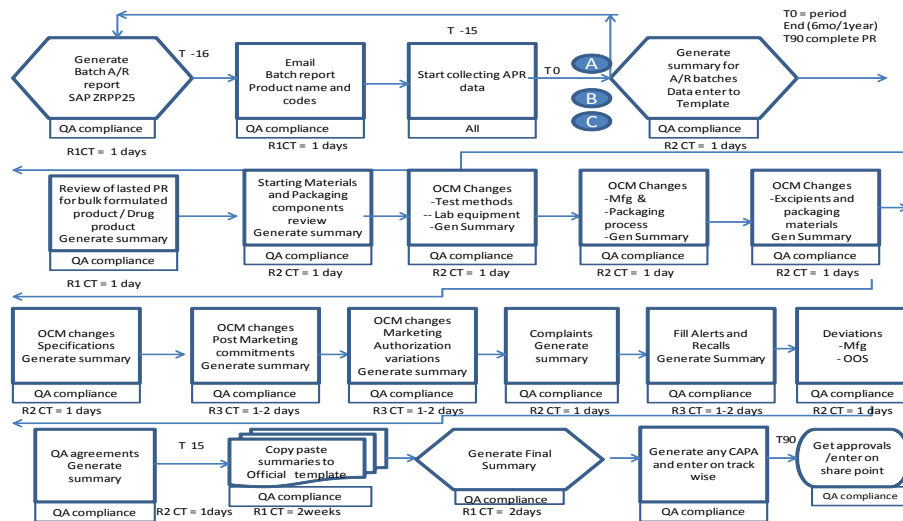 T0 = period
End (6mo/1year)
T90 complete PR
T -16
T -15
T0
Generate
Batch A/R
report
SAP ZRPP25
QA compliance
R1CT = 1 days
Email
Batch report
Product name and
codes
QA compliance
R1CT = 1 days
Start collecting APR
data
All
A
B
C
Generate
summary for
A/R batches
Data enter to
Template
QA compliance
R2 CT = 1 days
Review of lasted PR
for bulk formulated
product / Drug
product
Generate summary
QA compliance
R1 CT = 1 day
Starting Materials
and Packaging
components
review
Generate summary
QA compliance
R2 CT = 1 day
OCM Changes
-Test methods
-- Lab equipment
-Gen Summary
QA compliance
R2 CT = 1 day
OCM Changes
-Mfg &
-Packaging
process
-Gen Summary
QA compliance
R2 CT = 1 day
OCM Changes
-Excipients and
packaging
materials
Gen Summary
QA compliance
R2 CT = 1 days
OCM changes
Specifications
Generate summary
QA compliance
R2 CT = 1 days
OCM changes
Post Marketing
commitments
Generate summary
QA compliance
R3 CT = 1-2 days
OCM changes
Marketing
Authorization
variations
Generate summary
QA compliance
R3 CT = 1-2 days
Complaints
Generate
summary
QA compliance
R2 CT = 1 days
Fill Alerts and
Recalls
Generate Summary
QA compliance
R3 CT = 1-2 days
Deviations
-Mfg
-OOS
QA compliance
R2 CT = 1 days
QA agreements
Generate
summary
QA compliance
R2 CT = 1days
T 15
Copy paste
summaries to
Official template
QA compliance
R1 CT = 2weeks
Generate Final
Summary
QA compliance
R1 CT = 2days
Generate any CAPA
and enter on track
wise
QA compliance
T90
Get approvals
/enter on
share point
QA compliance